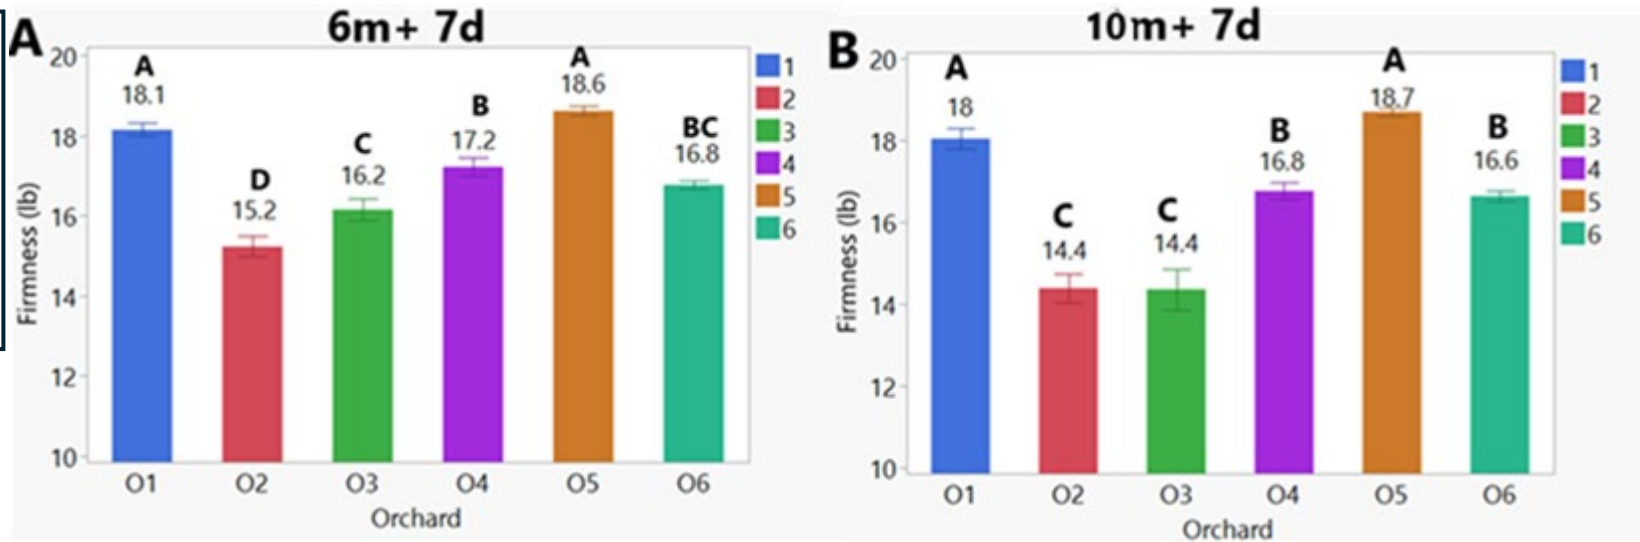 A
6m+ 7d
20
18
16
14
12
10
Firmness (lb)
A
18.1
D
15.2
C
16.2
B
17.2
A
18.6
BC
16.8
O1 O2 O3 O4 O5 O6
Orchard
1
2
3
4
5
6
B
10m+ 7d
20
18
16
14
12
10
Firmness (lb)
A
18
C
14.4
C
14.4
B
16.8
A
18.7
B
16.6
O1 O2 O3 O4 O5 O6
Orchard
1
2
3
4
5
6